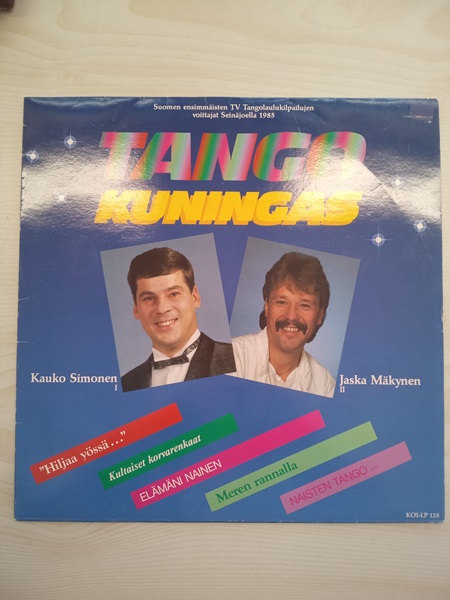 Suomen ensimmäisten TV Tangolaulukilpailujen
voittajat Seinäjoella 1985
TANGO
KUNINGAS
Kauko Simonen
I
Jaska Mäkynen
II
"Hiljaa yössä..."
Kultaiset korvarenkaat
ELÄMÄNI NAINEN
Meren rannalla
NAISTEN TANGO
KOI-LP 123